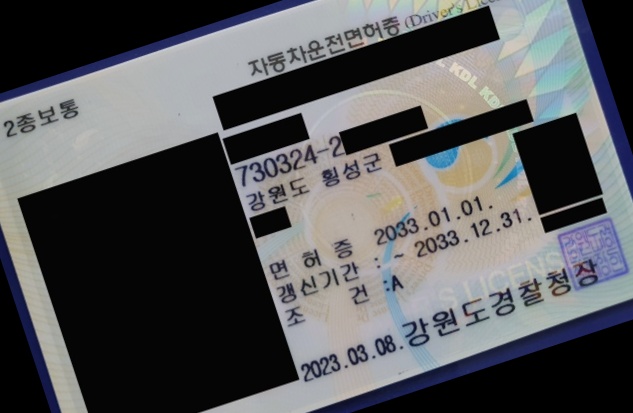 자동차운전면허증 (Driver's Lice
2종보통
730324-2
강원도 횡성군
면 허 증 2033.01.01.
갱신기간 : ~ 2033.12.31.
조 건 :A
2023.03.08. 강원도경찰청장